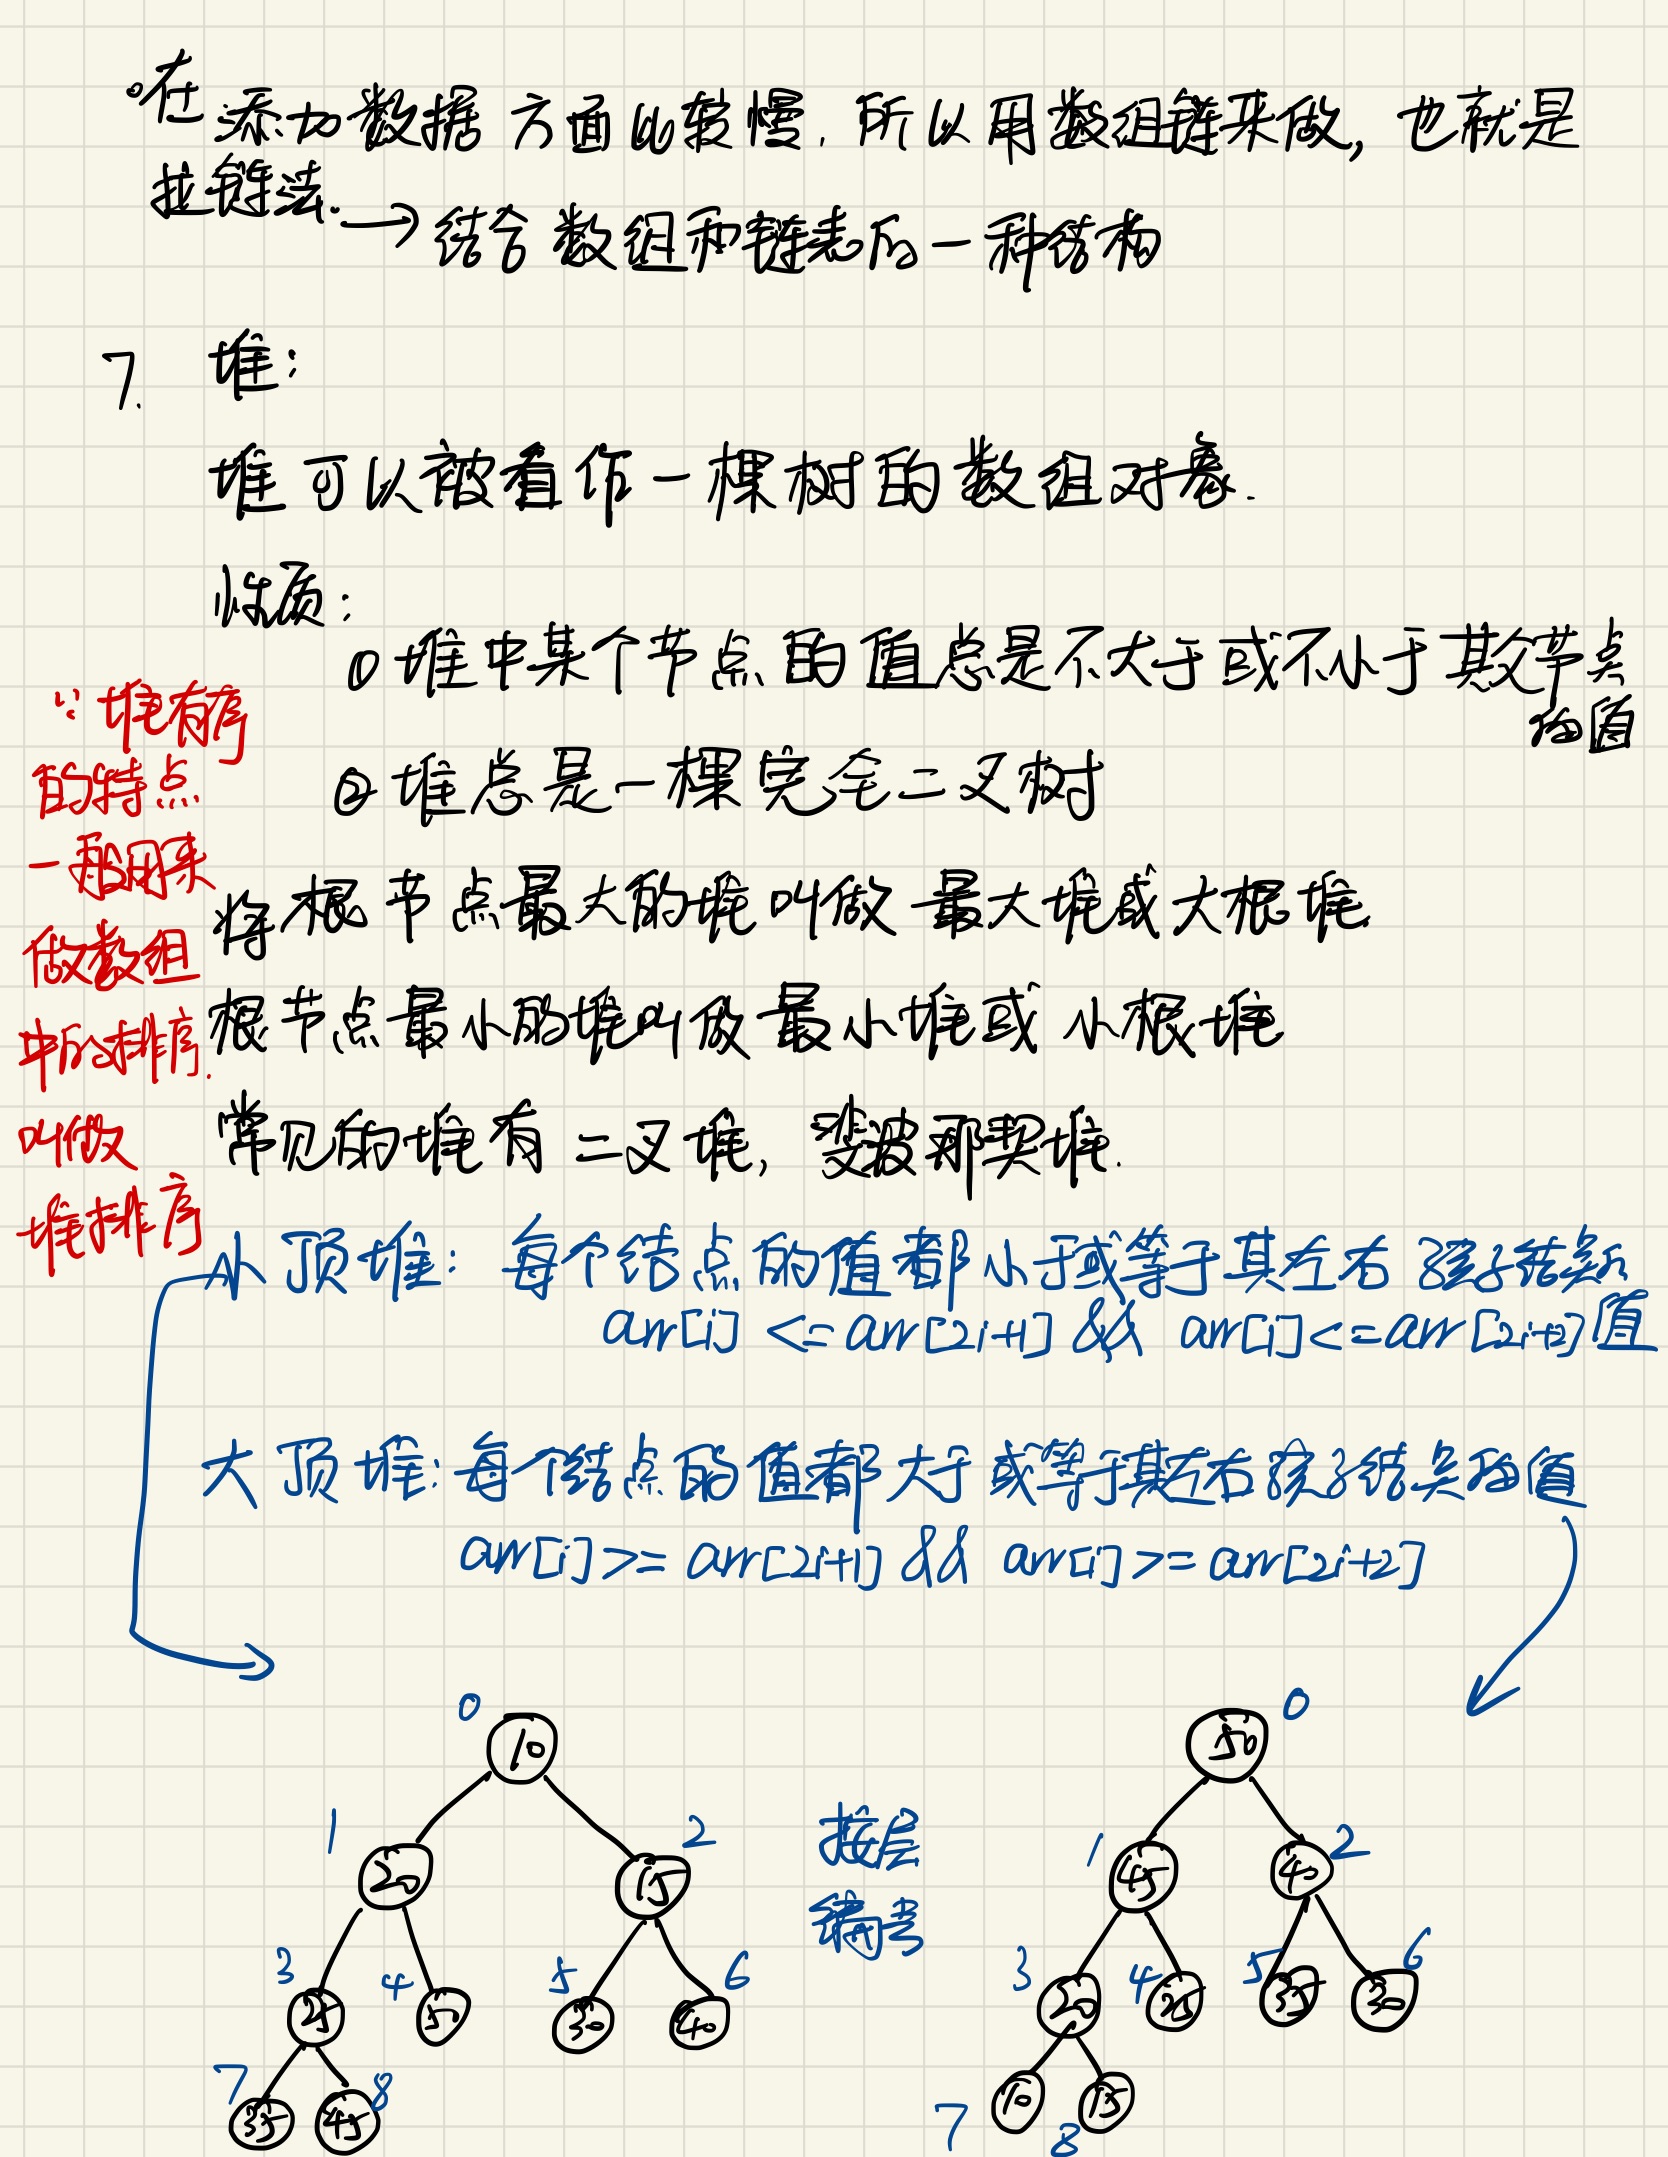 。在添加数据方面比较慢,所以用数组链来做,也就是
拉链法. → 结合数组和链表的一种结构
7. 堆:
堆可以被看作一棵树的数组对象.
性质:
① 堆中某个节点的值总是不大于或不小于其父节点
的值
② 堆总是一棵完全二叉树
将根节点最大的堆叫做最大堆或大根堆,
根节点最小的堆叫做最小堆或小根堆
常见的堆有二叉堆, 斐波那契堆.
∵堆有序
的特点
一般用来
做数组
中的排序.
叫做
堆排序
小顶堆: 每个结点的值都小于或等于其左右孩子结点的
arr[i] <= arr[2i+1] && arr[i] <= arr[2i+2] 值
大顶堆: 每个结点的值都大于或等于其左右孩子结点的值
arr[i] >= arr[2i+1] && arr[i] >= arr[2i+2]
0
10
1 2
20 15
3 4 5 6
25 50 30 40
7 8
35 45
按层
编号
0
50
1 2
45 40
3 4 5 6
20 25 35 30
10 15
7 8